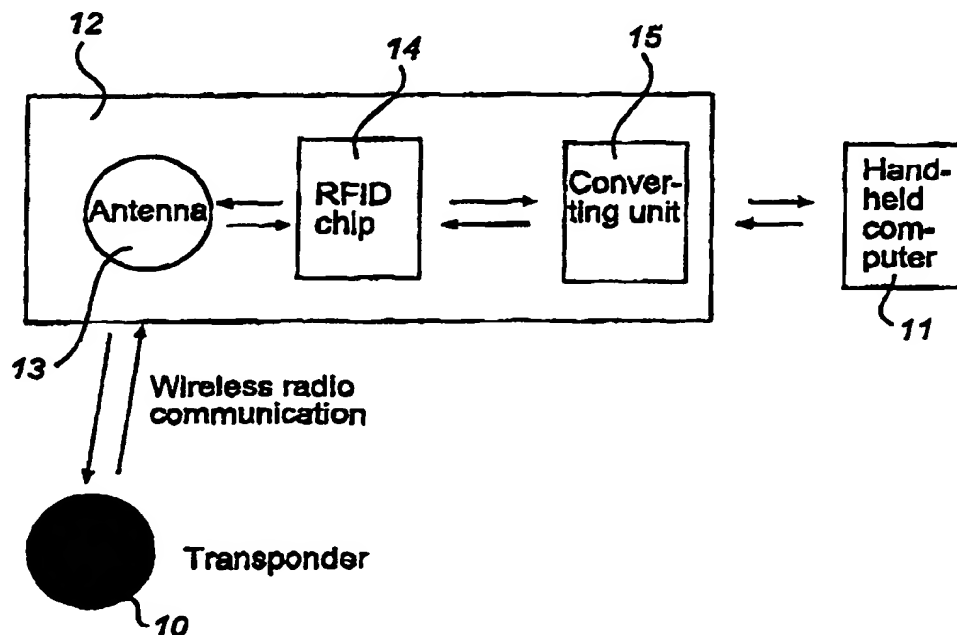 12
14
15
Antenna
RFID
chip
Conver-
ting unit
Hand-
held
com-
puter
13
11
Wireless radio
communication
Transponder
10